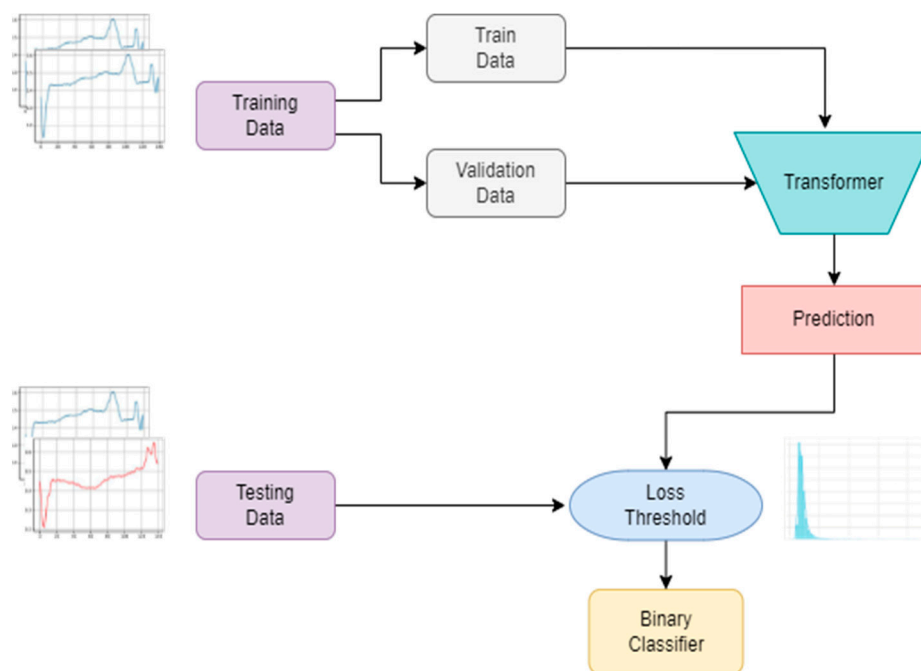 Train
Data
Training
Data
Validation
Data
Transformer
Prediction
Testing
Data
Loss
Threshold
Binary
Classifier